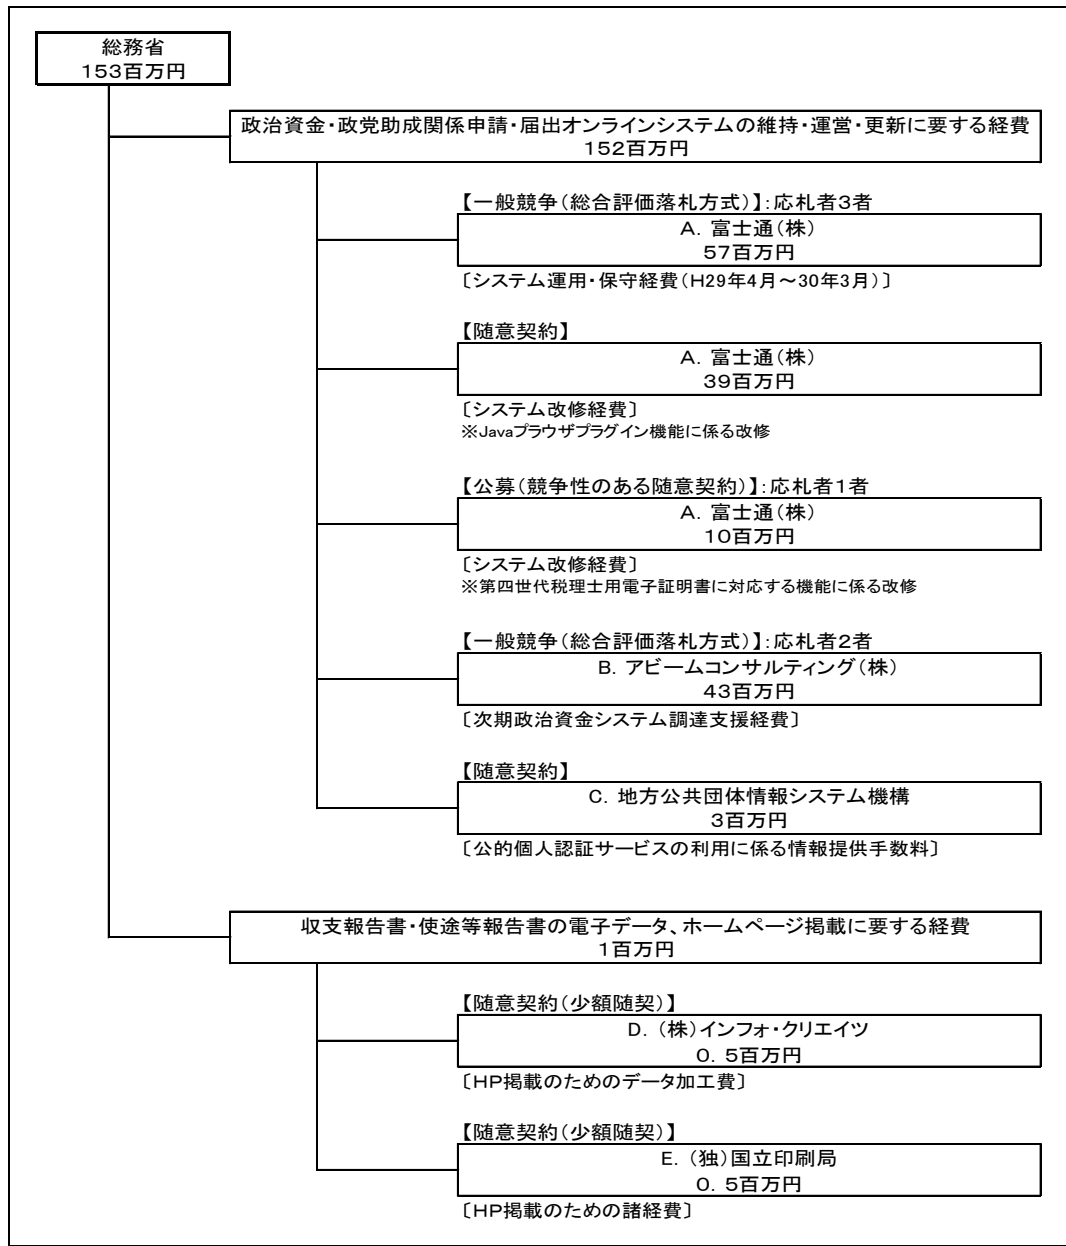 総務省
153百万円
政治資金・政党助成関係申請・届出オンラインシステムの維持・運営・更新に要する経費
152百万円
【一般競争（総合評価落札方式）】：応札者3者
A．富士通（株）
57百万円
〔システム運用・保守経費（H29年4月～30年3月）〕
【随意契約】
A．富士通（株）
39百万円
〔システム改修経費〕
※Javaブラウザプラグイン機能に係る改修
【公募（競争性のある随意契約）】：応札者1者
A．富士通（株）
10百万円
〔システム改修経費〕
※第四世代税理士用電子証明書に対応する機能に係る改修
【一般競争（総合評価落札方式）】：応札者2者
B．アビームコンサルティング（株）
43百万円
〔次期政治資金システム調達支援経費〕
【随意契約】
C．地方公共団体情報システム機構
3百万円
〔公的個人認証サービスの利用に係る情報提供手数料〕
収支報告書・使途等報告書の電子データ、ホームページ掲載に要する経費
1百万円
【随意契約（少額随契）】
D．（株）インフォ・クリエイツ
0．5百万円
〔HP掲載のためのデータ加工費〕
【随意契約（少額随契）】
E．（独）国立印刷局
0．5百万円
〔HP掲載のための諸経費〕